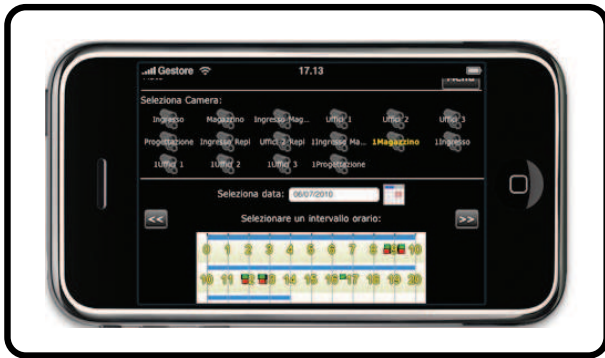 Gestore 17.13
Menu
Seleziona Camera:
Ingresso Magazzino Ingresso Mag... Uffici 1 Uffici 2 Uffici 3
Progettazione Ingresso Repi Uffici 2 Repi 1Ingresso Ma... 1Magazzino 1Ingresso
1Uffici 1 1Uffici 2 1Uffici 3 1Progettazione
Seleziona data: 06/07/2010
<< Selezionare un intervallo orario: >>
0 1 2 3 4 5 6 7 8 9 10
10 11 12 13 14 15 16 17 18 19 20